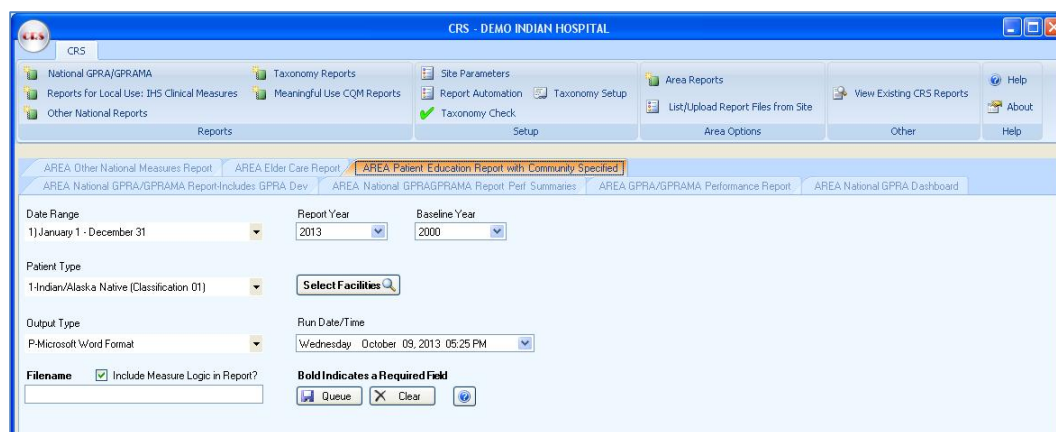 CRS - DEMO INDIAN HOSPITAL
CRS
CRS
National GPRA/GPRAMA
Reports for Local Use: IHS Clinical Measures
Other National Reports
Taxonomy Reports
Meaningful Use CQM Reports
Reports
Site Parameters
Report Automation
Taxonomy Setup
Taxonomy Check
Setup
Area Reports
List/Upload Report Files from Site
Area Options
View Existing CRS Reports
Other
Help
About
Help
AREA Other National Measures Report
AREA Elder Care Report
AREA Patient Education Report with Community Specified
AREA National GPRA/GPRAMA Report-Includes GPRA Dev
AREA National GPRAGPRAMA Report Perf Summaries
AREA GPRA/GPRAMA Performance Report
AREA National GPRA Dashboard
Date Range
Report Year
Baseline Year
1) January 1 - December 31
2013
2000
Patient Type
1-Indian/Alaska Native (Classification 01)
Select Facilities
Output Type
Run Date/Time
P-Microsoft Word Format
Wednesday October 09, 2013 05:25 PM
Filename
Include Measure Logic in Report?
Bold Indicates a Required Field
Queue
Clear